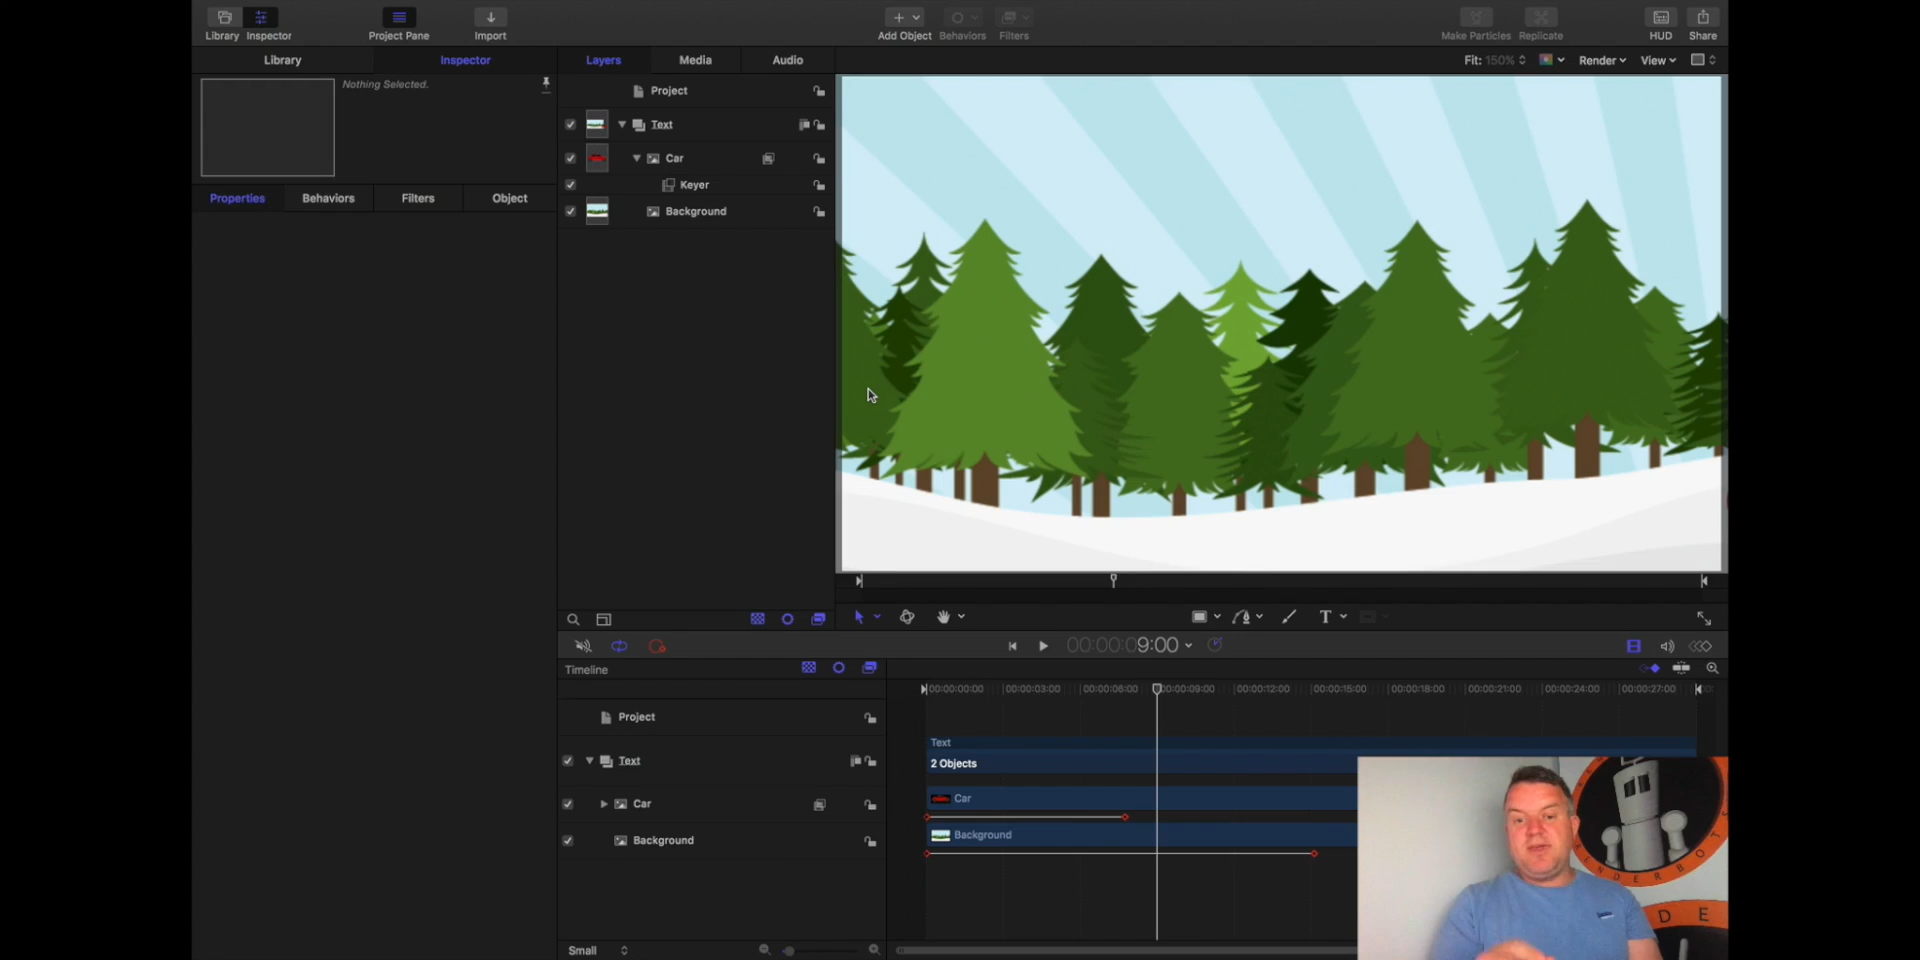 Library Inspector Project Pane Import Add Object Behaviors Filters Make Particles Replicate HUD Share
Library Inspector Layers Media Audio Fit: 150% Render View
Nothing Selected.
Project
Text
Car
Keyer
Background
Properties Behaviors Filters Object
T
00:00:00:09:00
Timeline
00:00:00:00 00:00:03:00 00:00:06:00 00:00:09:00 00:00:12:00 00:00:15:00 00:00:18:00 00:00:21:00 00:00:24:00 00:00:27:00
Project
Text
Text
2 Objects
Car
Car
Background
Background
Small
D E